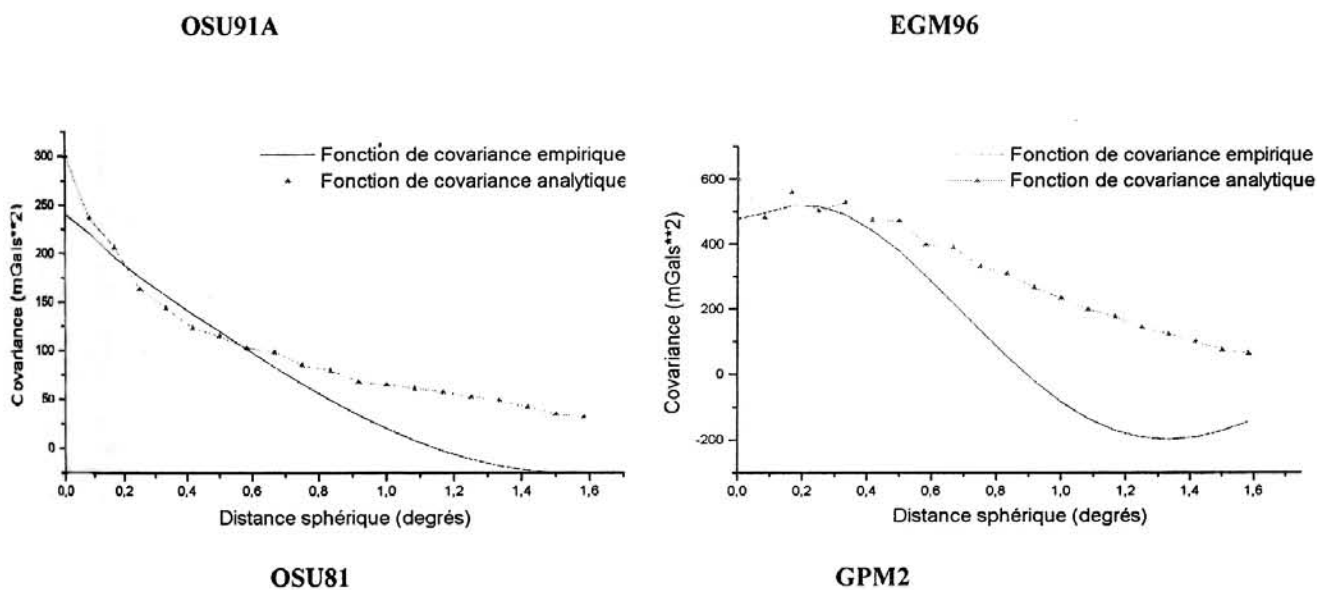 OSU91A
EGM96
Fonction de covariance empirique
Fonction de covariance analytique
Covariance (mGals**2)
300
250
200
150
100
50
0
0,0 0,2 0,4 0,6 0,8 1,0 1,2 1,4 1,6
Distance sphérique (degrés)
Fonction de covariance empirique
Fonction de covariance analytique
Covariance (mGals**2)
600
400
200
0
-200
0,0 0,2 0,4 0,6 0,8 1,0 1,2 1,4 1,6
Distance sphérique (degrés)
OSU81
GPM2